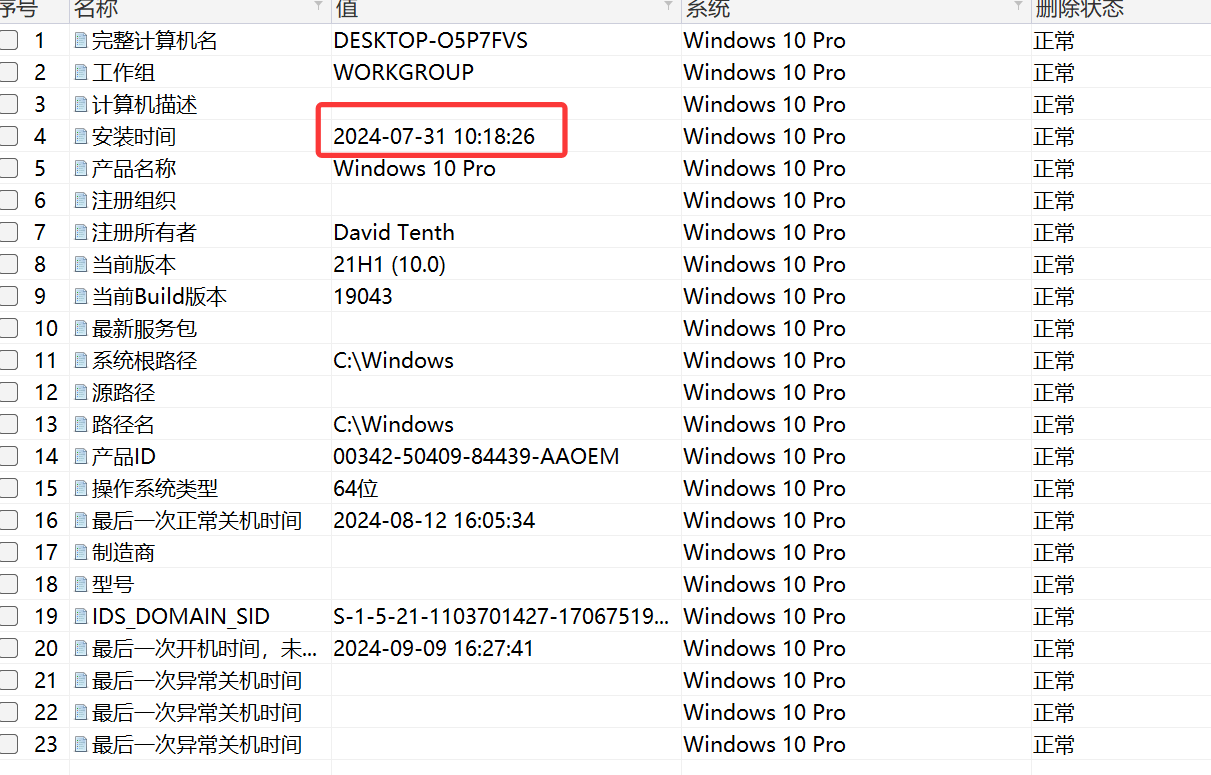 序号 名称 值 系统 删除状态
1 完整计算机名 DESKTOP-O5P7FVS Windows 10 Pro 正常
2 工作组 WORKGROUP Windows 10 Pro 正常
3 计算机描述 Windows 10 Pro 正常
4 安装时间 2024-07-31 10:18:26 Windows 10 Pro 正常
5 产品名称 Windows 10 Pro Windows 10 Pro 正常
6 注册组织 Windows 10 Pro 正常
7 注册所有者 David Tenth Windows 10 Pro 正常
8 当前版本 21H1 (10.0) Windows 10 Pro 正常
9 当前Build版本 19043 Windows 10 Pro 正常
10 最新服务包 Windows 10 Pro 正常
11 系统根路径 C:\Windows Windows 10 Pro 正常
12 源路径 Windows 10 Pro 正常
13 路径名 C:\Windows Windows 10 Pro 正常
14 产品ID 00342-50409-84439-AAOEM Windows 10 Pro 正常
15 操作系统类型 64位 Windows 10 Pro 正常
16 最后一次正常关机时间 2024-08-12 16:05:34 Windows 10 Pro 正常
17 制造商 Windows 10 Pro 正常
18 型号 Windows 10 Pro 正常
19 IDS_DOMAIN_SID S-1-5-21-1103701427-17067519... Windows 10 Pro 正常
20 最后一次开机时间，未... 2024-09-09 16:27:41 Windows 10 Pro 正常
21 最后一次异常关机时间 Windows 10 Pro 正常
22 最后一次异常关机时间 Windows 10 Pro 正常
23 最后一次异常关机时间 Windows 10 Pro 正常